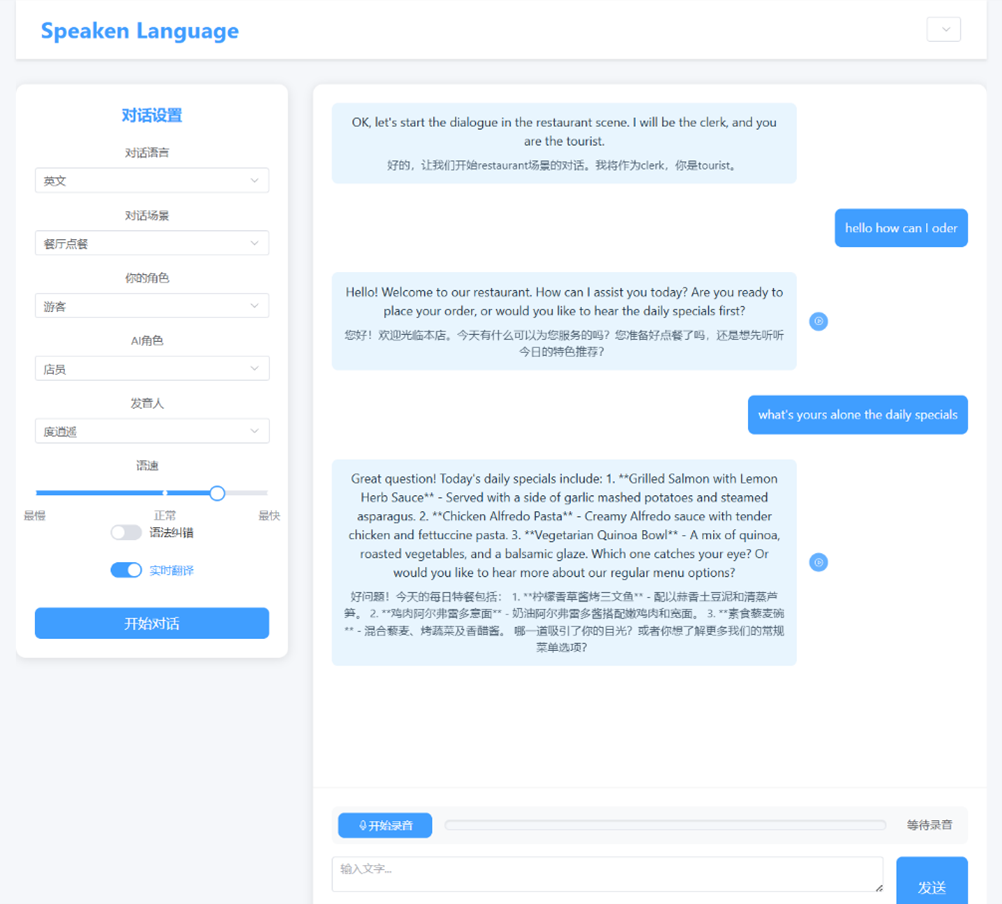 Speaken Language
对话设置
对话语言
英文
对话场景
餐厅点餐
你的角色
游客
AI角色
店员
发音人
度逍遥
语速
最慢
正常
最快
语法纠错
实时翻译
开始对话
OK, let's start the dialogue in the restaurant scene. I will be the clerk, and you
are the tourist.
好的，让我们开始restaurant场景的对话。我将作为clerk，你是tourist。
hello how can I oder
Hello! Welcome to our restaurant. How can I assist you today? Are you ready to
place your order, or would you like to hear the daily specials first?
您好！欢迎光临本店。今天有什么可以为您服务的吗？您准备好点餐了吗，还是想先听听
今日的特色推荐？
what's yours alone the daily specials
Great question! Today's daily specials include: 1. **Grilled Salmon with Lemon
Herb Sauce** - Served with a side of garlic mashed potatoes and steamed
asparagus. 2. **Chicken Alfredo Pasta** - Creamy Alfredo sauce with tender
chicken and fettuccine pasta. 3. **Vegetarian Quinoa Bowl** - A mix of quinoa,
roasted vegetables, and a balsamic glaze. Which one catches your eye? Or
would you like to hear more about our regular menu options?
好问题！今天的每日特餐包括： 1. **柠檬香草酱烤三文鱼** - 配以蒜香土豆泥和清蒸芦
笋。 2. **鸡肉阿尔弗雷多意面** - 奶油阿尔弗雷多酱搭配嫩鸡肉和宽面。 3. **素食藜麦碗
** - 混合藜麦、烤蔬菜及香醋酱。 哪一道吸引了你的目光？或者你想了解更多我们的常规
菜单选项？
开始录音
等待录音
输入文字...
发送